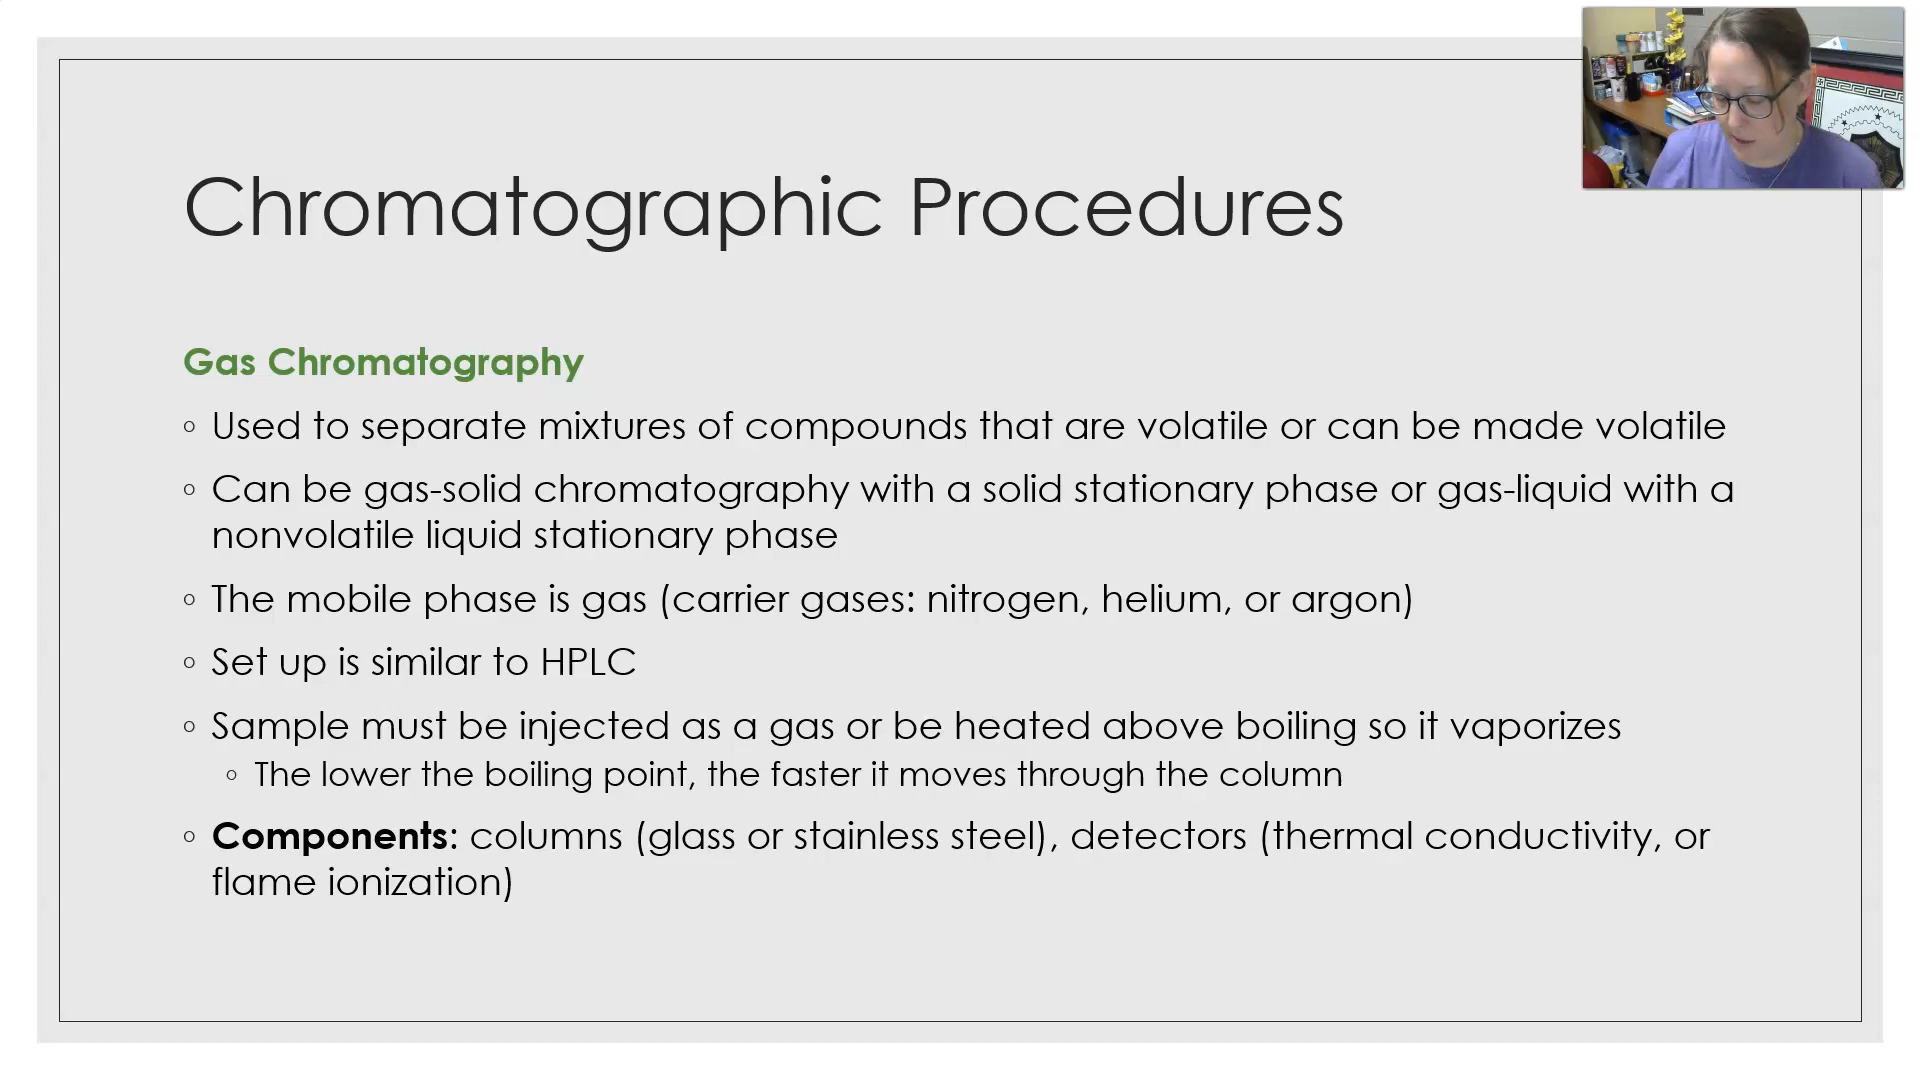 Chromatographic Procedures
Gas Chromatography
◦ Used to separate mixtures of compounds that are volatile or can be made volatile
◦ Can be gas-solid chromatography with a solid stationary phase or gas-liquid with a
nonvolatile liquid stationary phase
◦ The mobile phase is gas (carrier gases: nitrogen, helium, or argon)
◦ Set up is similar to HPLC
◦ Sample must be injected as a gas or be heated above boiling so it vaporizes
◦ The lower the boiling point, the faster it moves through the column
◦ Components: columns (glass or stainless steel), detectors (thermal conductivity, or
flame ionization)